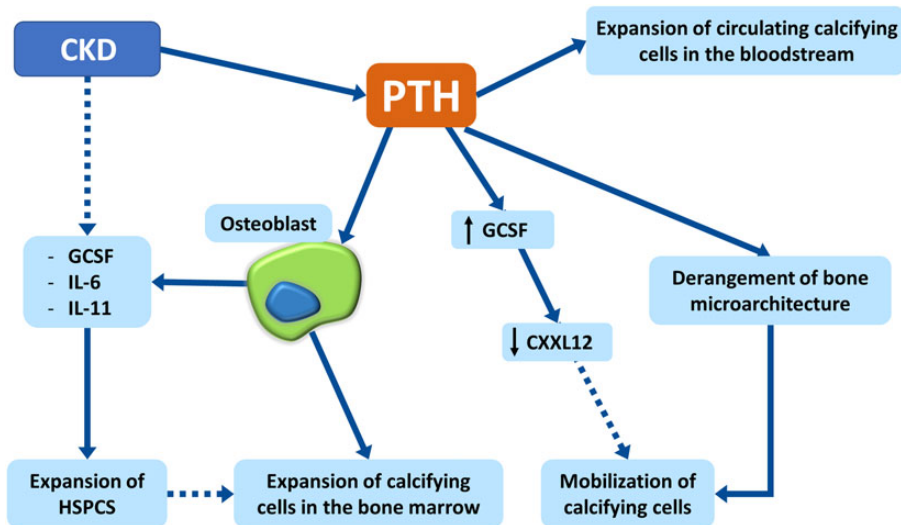 CKD
PTH
Expansion of circulating calcifying
cells in the bloodstream
Osteoblast
- GCSF
- IL-6
- IL-11
↑ GCSF
↓ CXXL12
Derangement of bone
microarchitecture
Expansion of
HSPCS
Expansion of calcifying
cells in the bone marrow
Mobilization of
calcifying cells